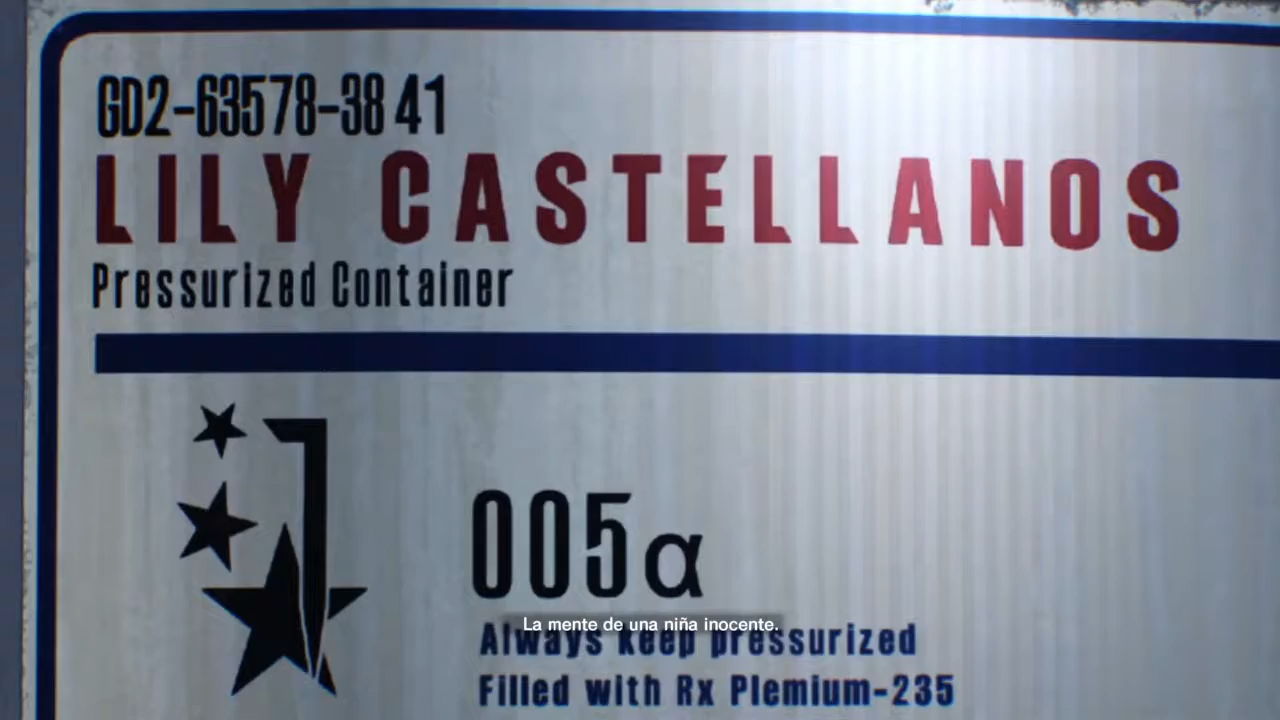 GD2-63578-38 41
LILY CASTELLANOS
Pressurized Container
005α
La mente de una niña inocente.
Always keep pressurized
Filled with Rx Plemium-235